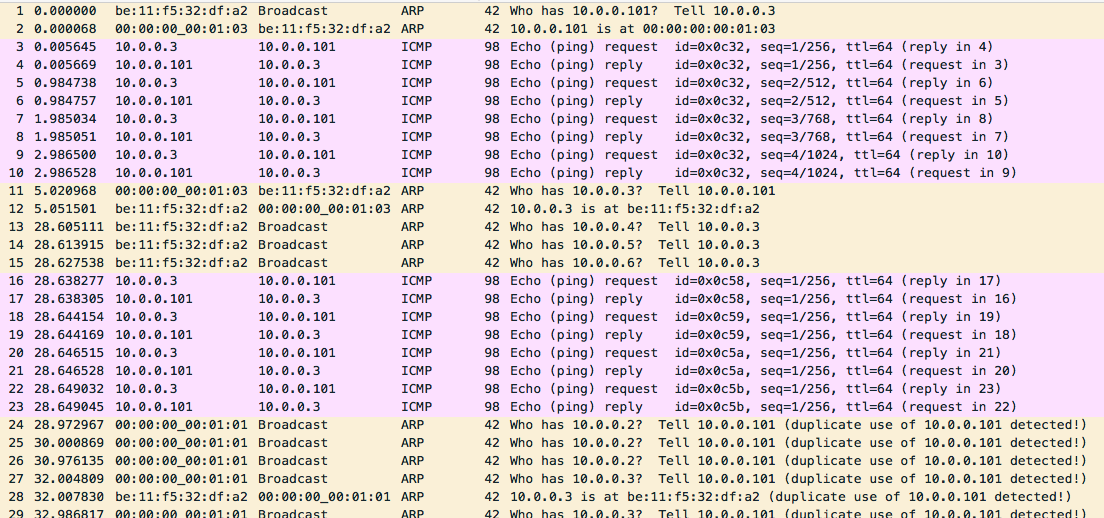 1 0.000000 be:11:f5:32:df:a2 Broadcast ARP 42 Who has 10.0.0.101? Tell 10.0.0.3
2 0.000068 00:00:00_00:01:03 be:11:f5:32:df:a2 ARP 42 10.0.0.101 is at 00:00:00:00:01:03
3 0.005645 10.0.0.3 10.0.0.101 ICMP 98 Echo (ping) request id=0x0c32, seq=1/256, ttl=64 (reply in 4)
4 0.005669 10.0.0.101 10.0.0.3 ICMP 98 Echo (ping) reply id=0x0c32, seq=1/256, ttl=64 (request in 3)
5 0.984738 10.0.0.3 10.0.0.101 ICMP 98 Echo (ping) request id=0x0c32, seq=2/512, ttl=64 (reply in 6)
6 0.984757 10.0.0.101 10.0.0.3 ICMP 98 Echo (ping) reply id=0x0c32, seq=2/512, ttl=64 (request in 5)
7 1.985034 10.0.0.3 10.0.0.101 ICMP 98 Echo (ping) request id=0x0c32, seq=3/768, ttl=64 (reply in 8)
8 1.985051 10.0.0.101 10.0.0.3 ICMP 98 Echo (ping) reply id=0x0c32, seq=3/768, ttl=64 (request in 7)
9 2.986500 10.0.0.3 10.0.0.101 ICMP 98 Echo (ping) request id=0x0c32, seq=4/1024, ttl=64 (reply in 10)
10 2.986528 10.0.0.101 10.0.0.3 ICMP 98 Echo (ping) reply id=0x0c32, seq=4/1024, ttl=64 (request in 9)
11 5.020968 00:00:00_00:01:03 be:11:f5:32:df:a2 ARP 42 Who has 10.0.0.3? Tell 10.0.0.101
12 5.051501 be:11:f5:32:df:a2 00:00:00_00:01:03 ARP 42 10.0.0.3 is at be:11:f5:32:df:a2
13 28.605111 be:11:f5:32:df:a2 Broadcast ARP 42 Who has 10.0.0.4? Tell 10.0.0.3
14 28.613915 be:11:f5:32:df:a2 Broadcast ARP 42 Who has 10.0.0.5? Tell 10.0.0.3
15 28.627538 be:11:f5:32:df:a2 Broadcast ARP 42 Who has 10.0.0.6? Tell 10.0.0.3
16 28.638277 10.0.0.3 10.0.0.101 ICMP 98 Echo (ping) request id=0x0c58, seq=1/256, ttl=64 (reply in 17)
17 28.638305 10.0.0.101 10.0.0.3 ICMP 98 Echo (ping) reply id=0x0c58, seq=1/256, ttl=64 (request in 16)
18 28.644154 10.0.0.3 10.0.0.101 ICMP 98 Echo (ping) request id=0x0c59, seq=1/256, ttl=64 (reply in 19)
19 28.644169 10.0.0.101 10.0.0.3 ICMP 98 Echo (ping) reply id=0x0c59, seq=1/256, ttl=64 (request in 18)
20 28.646515 10.0.0.3 10.0.0.101 ICMP 98 Echo (ping) request id=0x0c5a, seq=1/256, ttl=64 (reply in 21)
21 28.646528 10.0.0.101 10.0.0.3 ICMP 98 Echo (ping) reply id=0x0c5a, seq=1/256, ttl=64 (request in 20)
22 28.649032 10.0.0.3 10.0.0.101 ICMP 98 Echo (ping) request id=0x0c5b, seq=1/256, ttl=64 (reply in 23)
23 28.649045 10.0.0.101 10.0.0.3 ICMP 98 Echo (ping) reply id=0x0c5b, seq=1/256, ttl=64 (request in 22)
24 28.972967 00:00:00_00:01:01 Broadcast ARP 42 Who has 10.0.0.2? Tell 10.0.0.101 (duplicate use of 10.0.0.101 detected!)
25 30.000869 00:00:00_00:01:01 Broadcast ARP 42 Who has 10.0.0.2? Tell 10.0.0.101 (duplicate use of 10.0.0.101 detected!)
26 30.976135 00:00:00_00:01:01 Broadcast ARP 42 Who has 10.0.0.2? Tell 10.0.0.101 (duplicate use of 10.0.0.101 detected!)
27 32.004809 00:00:00_00:01:01 Broadcast ARP 42 Who has 10.0.0.3? Tell 10.0.0.101 (duplicate use of 10.0.0.101 detected!)
28 32.007830 be:11:f5:32:df:a2 00:00:00_00:01:01 ARP 42 10.0.0.3 is at be:11:f5:32:df:a2 (duplicate use of 10.0.0.101 detected!)
29 32.986817 00:00:00_00:01:01 Broadcast ARP 42 Who has 10.0.0.3? Tell 10.0.0.101 (duplicate use of 10.0.0.101 detected!)